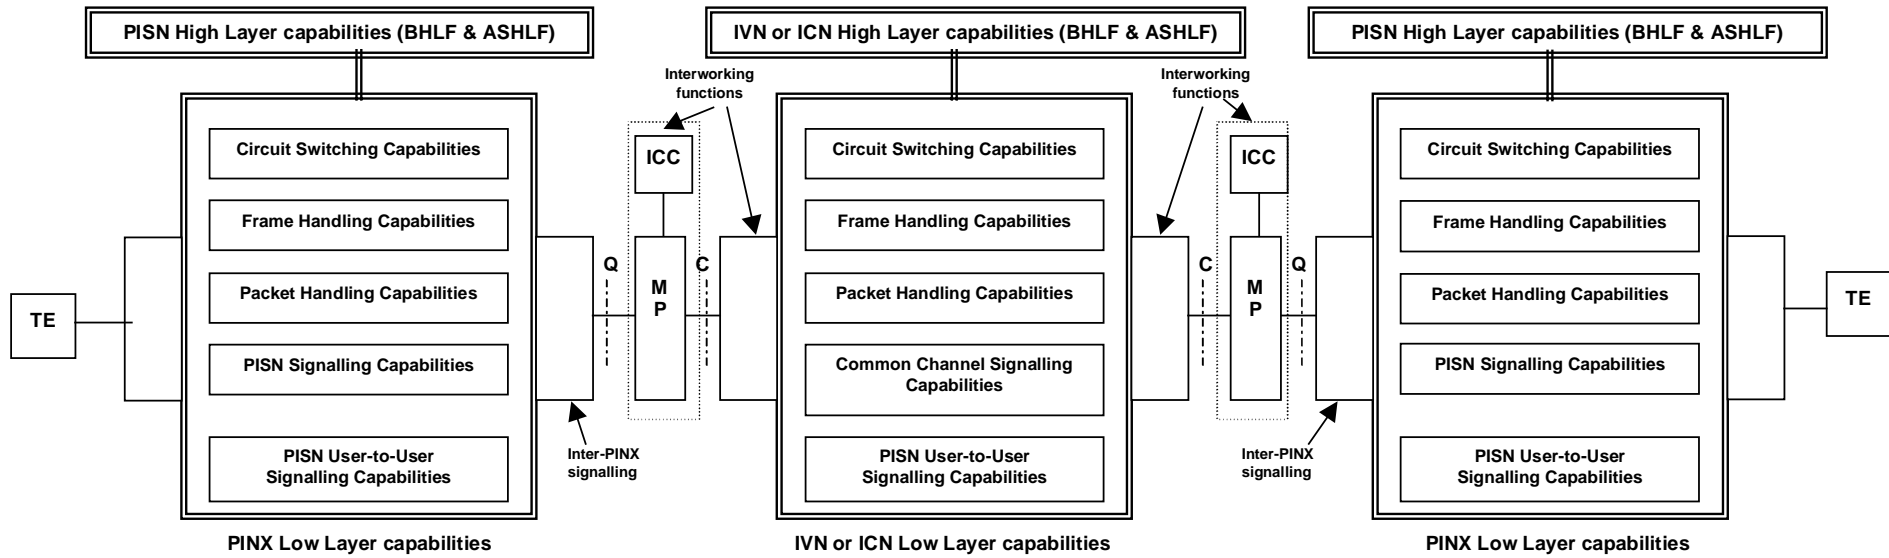 PISN High Layer capabilities (BHLF & ASHLF)
IVN or ICN High Layer capabilities (BHLF & ASHLF)
PISN High Layer capabilities (BHLF & ASHLF)
Interworking
functions
Interworking
functions
TE
Circuit Switching Capabilities
Frame Handling Capabilities
Packet Handling Capabilities
PISN Signalling Capabilities
PISN User-to-User
Signalling Capabilities
PINX Low Layer capabilities
Q
ICC
M
P
C
Inter-PINX
signalling
Circuit Switching Capabilities
Frame Handling Capabilities
Packet Handling Capabilities
Common Channel Signalling
Capabilities
PISN User-to-User
Signalling Capabilities
IVN or ICN Low Layer capabilities
C
ICC
M
P
Q
Inter-PINX
signalling
Circuit Switching Capabilities
Frame Handling Capabilities
Packet Handling Capabilities
PISN Signalling Capabilities
PISN User-to-User
Signalling Capabilities
PINX Low Layer capabilities
TE